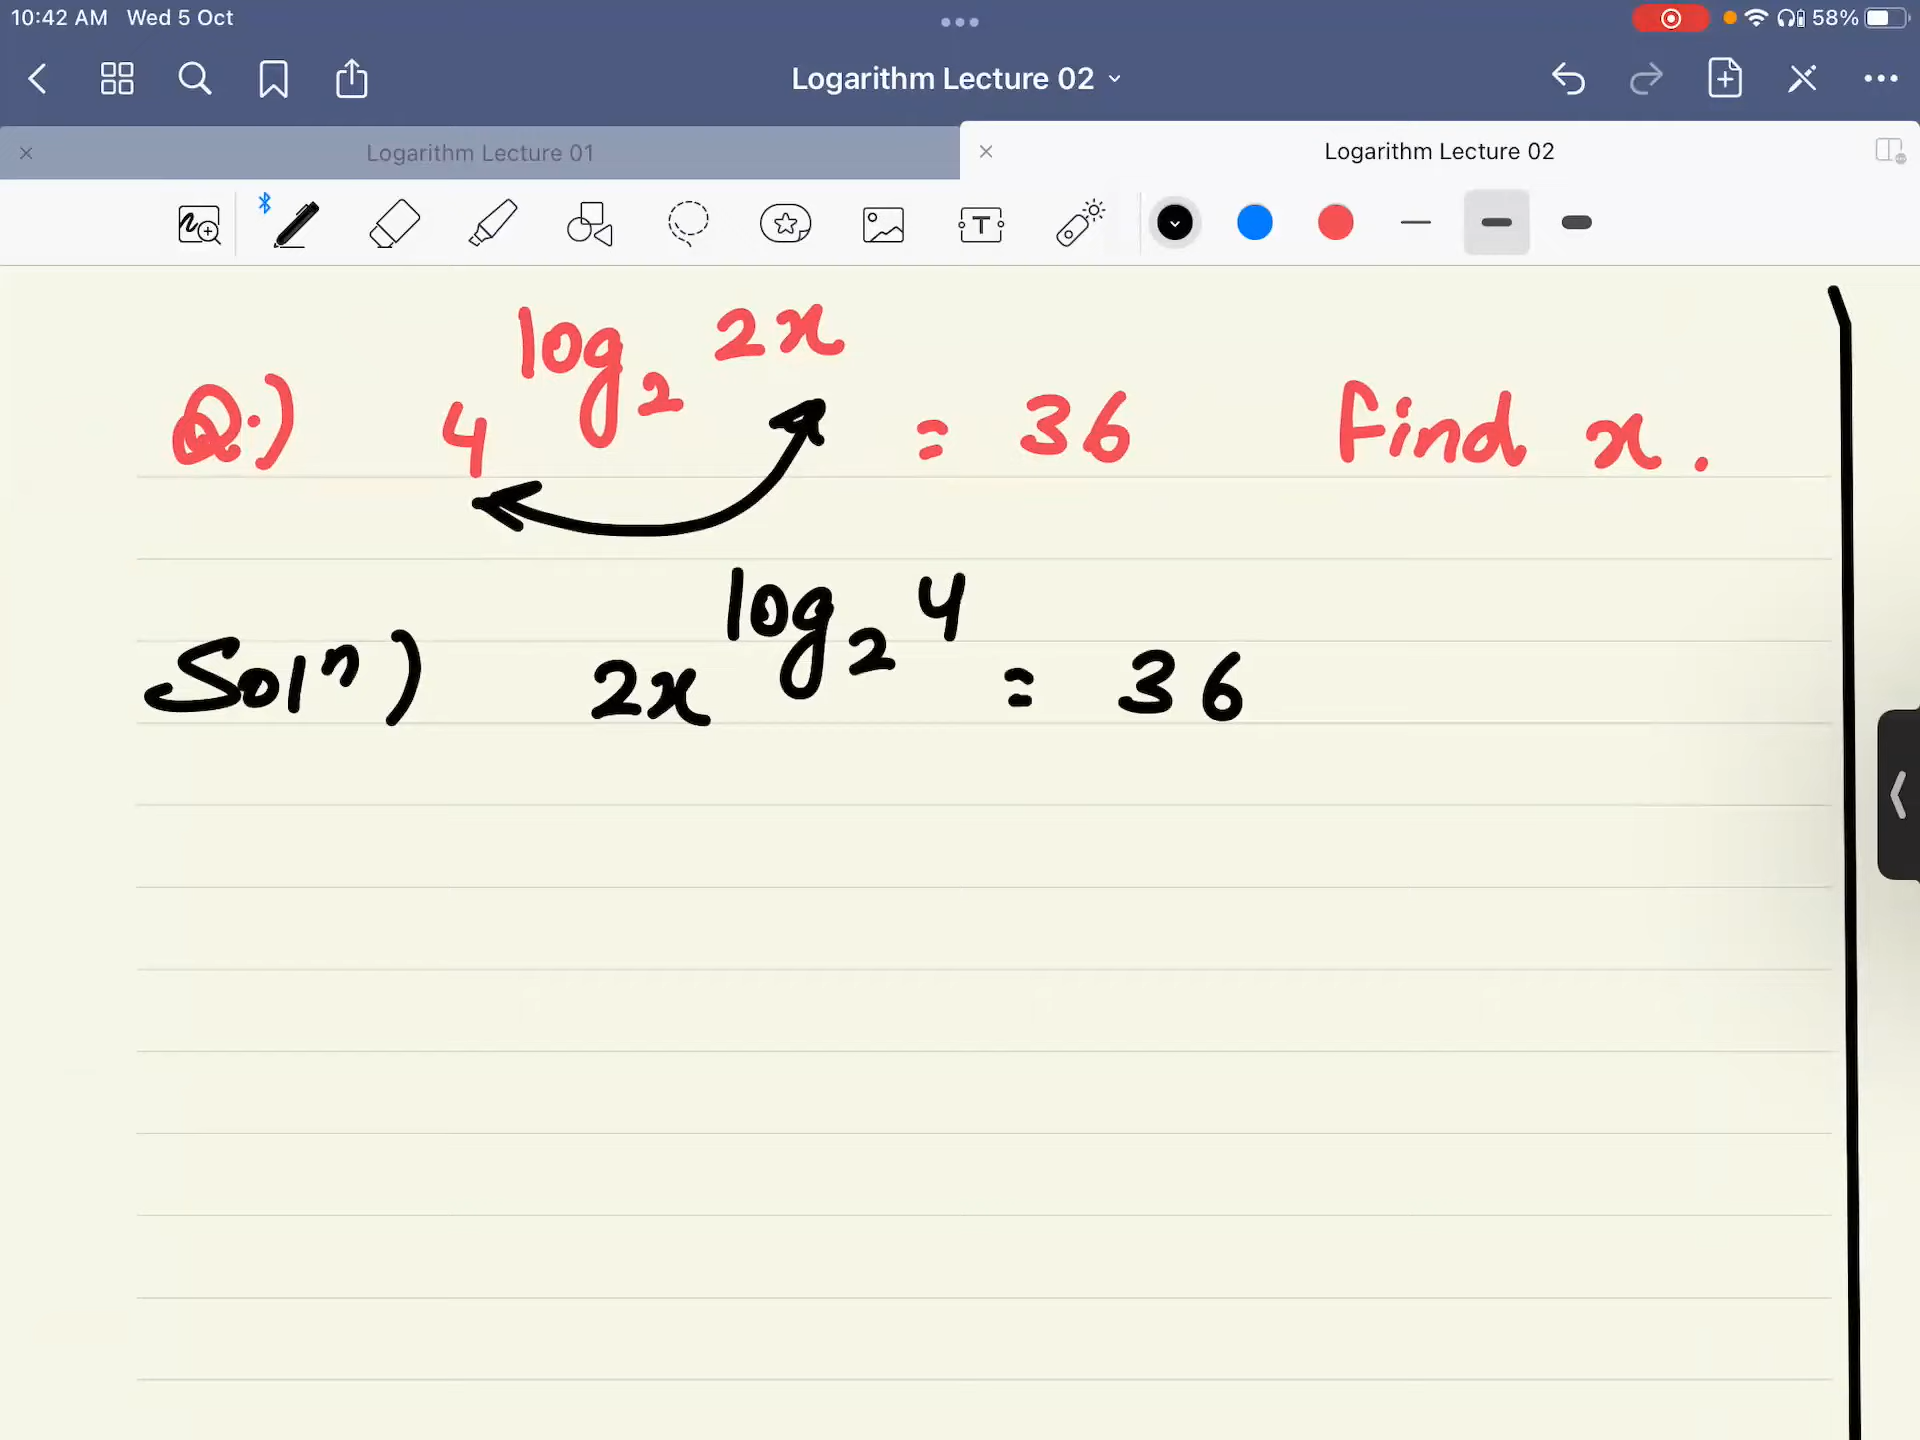 10:42 AM Wed 5 Oct 58%
Logarithm Lecture 02
Logarithm Lecture 01 Logarithm Lecture 02
T
Q.) 4^log₂ 2x = 36 Find x.
Solⁿ) 2x^log₂ 4 = 36